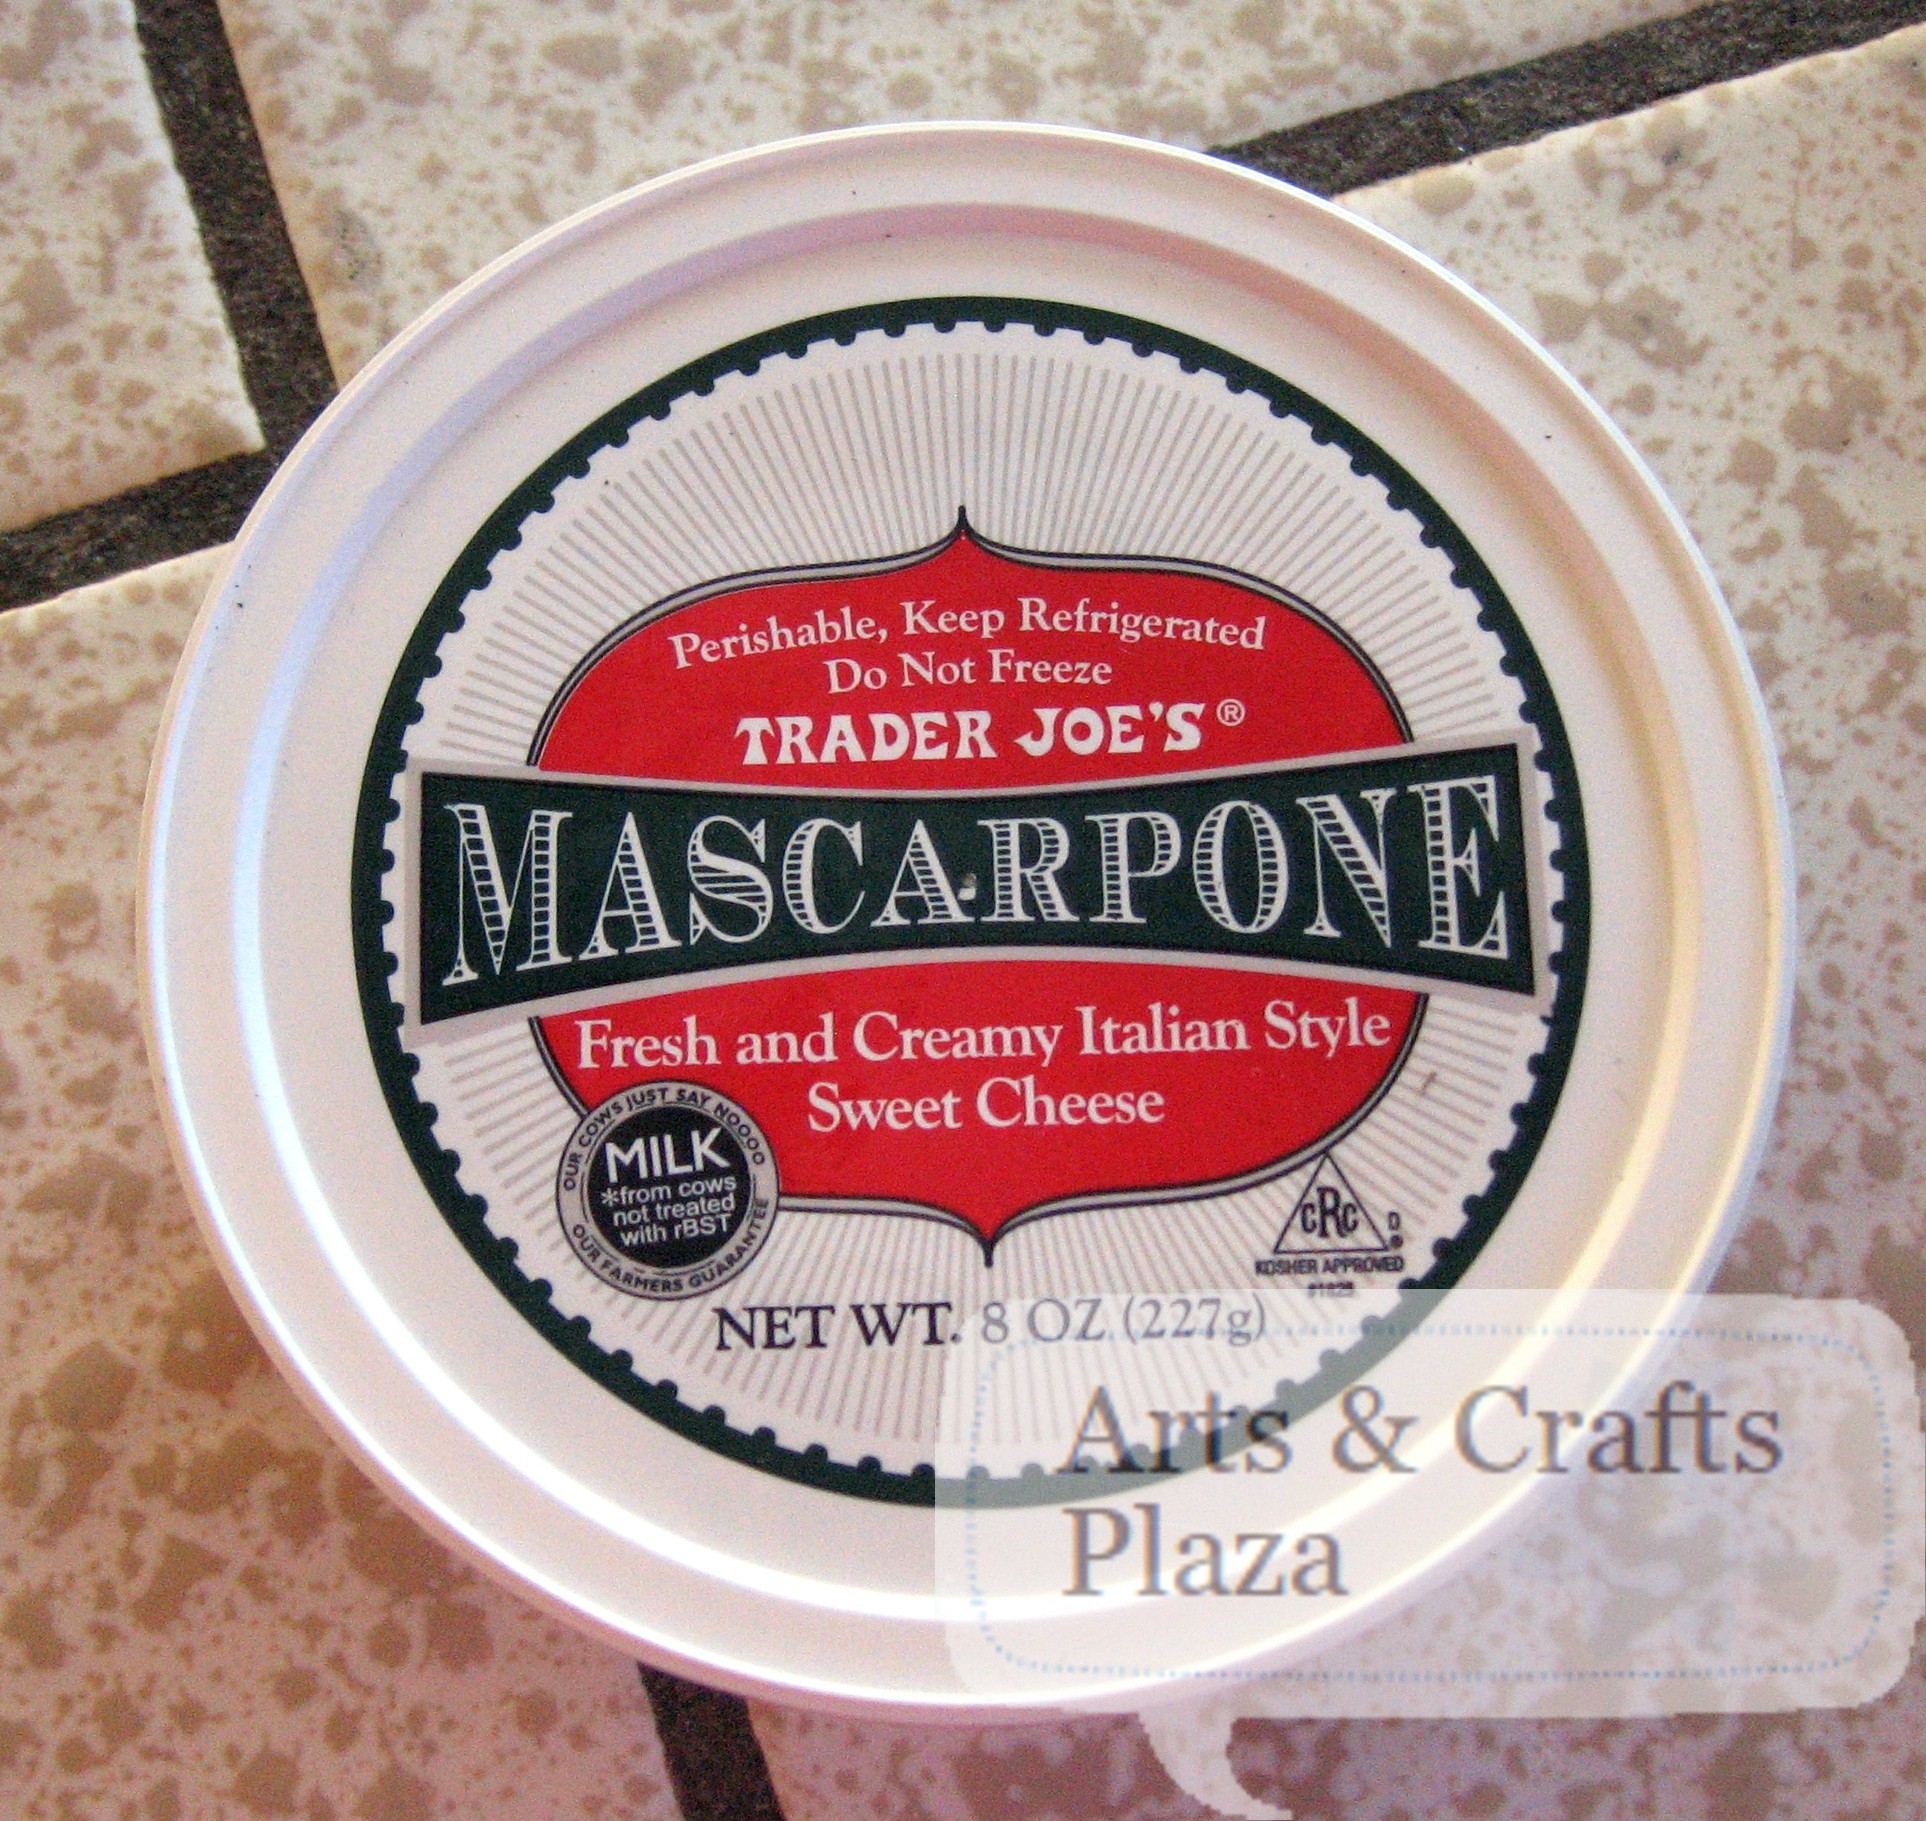 Perishable, Keep Refrigerated
Do Not Freeze
TRADER JOE'S®
MASCARPONE
Fresh and Creamy Italian Style
Sweet Cheese
OUR COWS JUST SAY NOOOO
MILK
*from cows
not treated
with rBST
OUR FARMERS GUARANTEE
cRc D
KOSHER APPROVED
NET WT. 8 OZ (227g)
Arts & Crafts
Plaza